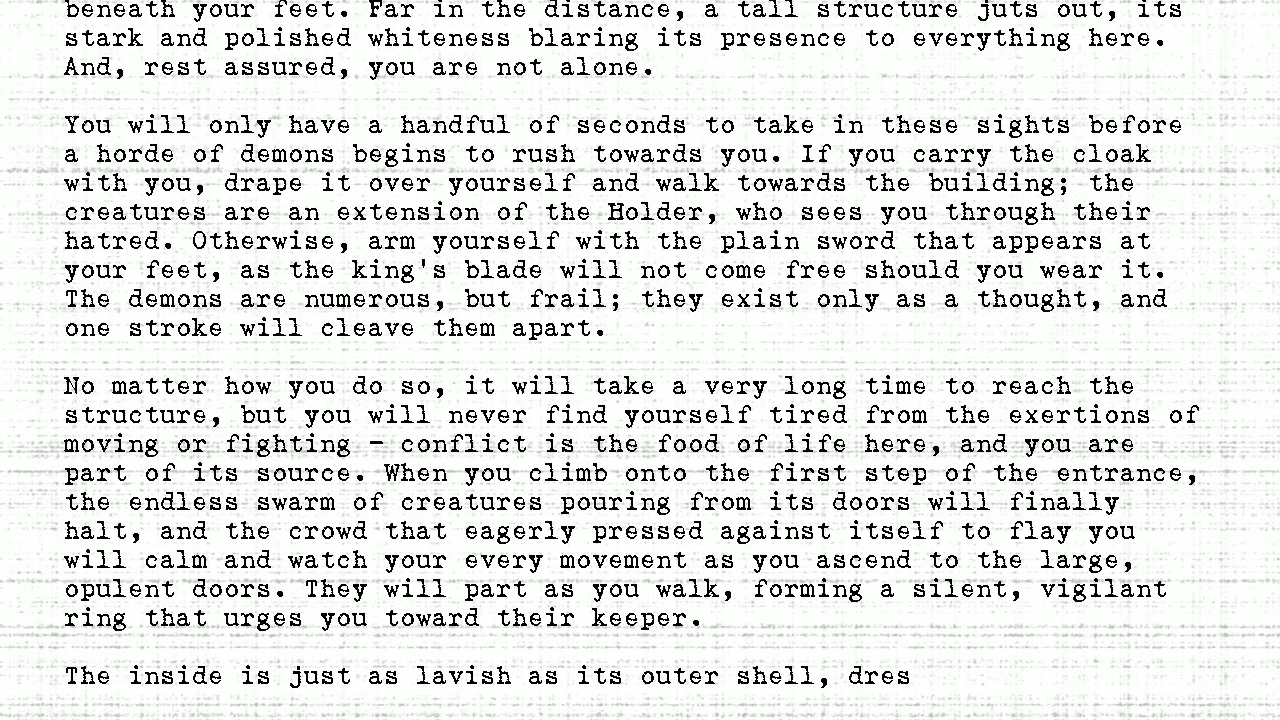 beneath your feet. Far in the distance, a tall structure juts out, its
stark and polished whiteness blaring its presence to everything here.
And, rest assured, you are not alone.
You will only have a handful of seconds to take in these sights before
a horde of demons begins to rush towards you. If you carry the cloak
with you, drape it over yourself and walk towards the building; the
creatures are an extension of the Holder, who sees you through their
hatred. Otherwise, arm yourself with the plain sword that appears at
your feet, as the king's blade will not come free should you wear it.
The demons are numerous, but frail; they exist only as a thought, and
one stroke will cleave them apart.
No matter how you do so, it will take a very long time to reach the
structure, but you will never find yourself tired from the exertions of
moving or fighting - conflict is the food of life here, and you are
part of its source. When you climb onto the first step of the entrance,
the endless swarm of creatures pouring from its doors will finally
halt, and the crowd that eagerly pressed against itself to flay you
will calm and watch your every movement as you ascend to the large,
opulent doors. They will part as you walk, forming a silent, vigilant
ring that urges you toward their keeper.
The inside is just as lavish as its outer shell, dres